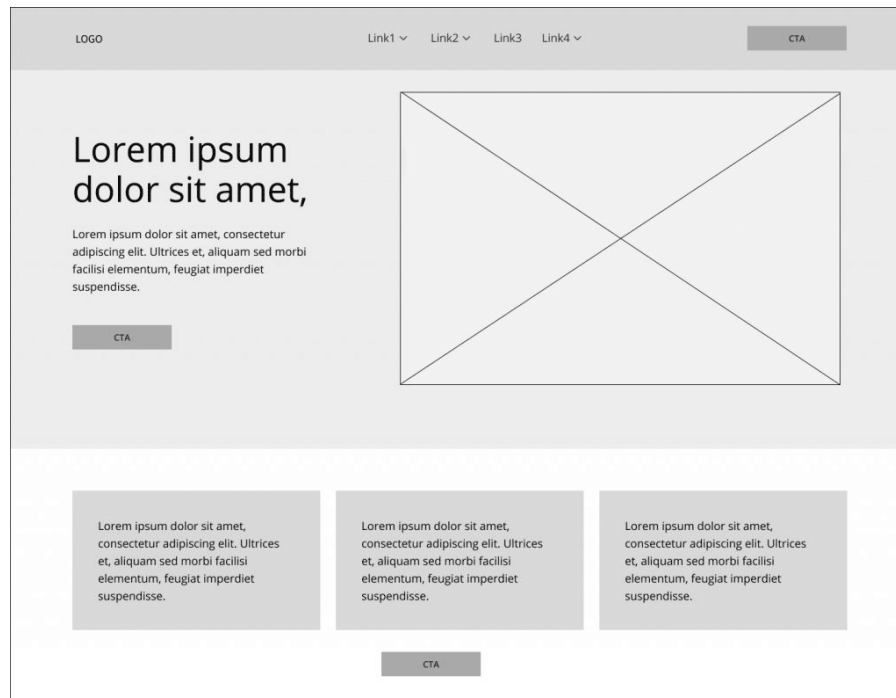 LOGO
Link1
Link2
Link3
Link4
CTA
Lorem ipsum
dolor sit amet,
Lorem ipsum dolor sit amet, consectetur
adipiscing elit. Ultrices et, aliquam sed morbi
facilisi elementum, feugiat imperdiet
suspendisse.
CTA
Lorem ipsum dolor sit amet,
consectetur adipiscing elit. Ultrices
et, aliquam sed morbi facilisi
elementum, feugiat imperdiet
suspendisse.
Lorem ipsum dolor sit amet,
consectetur adipiscing elit. Ultrices
et, aliquam sed morbi facilisi
elementum, feugiat imperdiet
suspendisse.
Lorem ipsum dolor sit amet,
consectetur adipiscing elit. Ultrices
et, aliquam sed morbi facilisi
elementum, feugiat imperdiet
suspendisse.
CTA